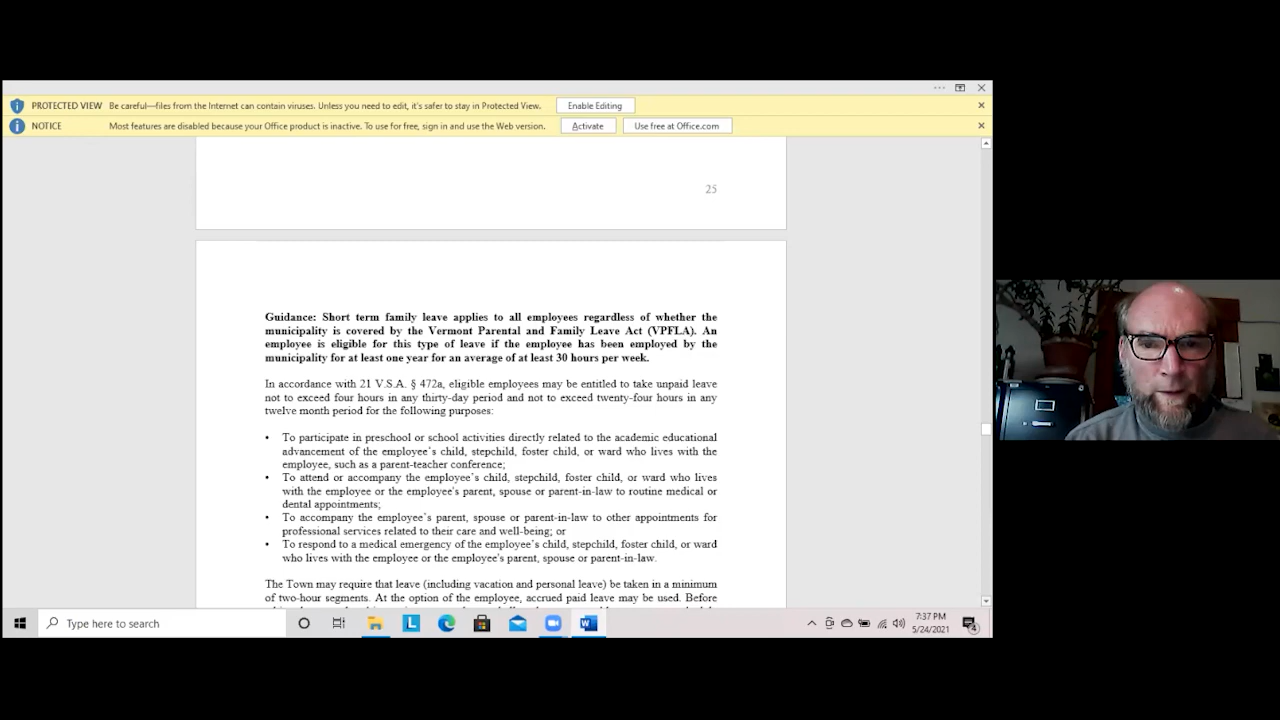 PROTECTED VIEW Be careful—files from the Internet can contain viruses. Unless you need to edit, it's safer to stay in Protected View. Enable Editing
NOTICE Most features are disabled because your Office product is inactive. To use for free, sign in and use the Web version. Activate Use free at Office.com
25
Guidance: Short term family leave applies to all employees regardless of whether the
municipality is covered by the Vermont Parental and Family Leave Act (VPFLA). An
employee is eligible for this type of leave if the employee has been employed by the
municipality for at least one year for an average of at least 30 hours per week.
In accordance with 21 V.S.A. § 472a, eligible employees may be entitled to take unpaid leave
not to exceed four hours in any thirty-day period and not to exceed twenty-four hours in any
twelve month period for the following purposes:
• To participate in preschool or school activities directly related to the academic educational
advancement of the employee's child, stepchild, foster child, or ward who lives with the
employee, such as a parent-teacher conference;
• To attend or accompany the employee's child, stepchild, foster child, or ward who lives
with the employee or the employee's parent, spouse or parent-in-law to routine medical or
dental appointments;
• To accompany the employee's parent, spouse or parent-in-law to other appointments for
professional services related to their care and well-being; or
• To respond to a medical emergency of the employee's child, stepchild, foster child, or ward
who lives with the employee or the employee's parent, spouse or parent-in-law.
The Town may require that leave (including vacation and personal leave) be taken in a minimum
of two-hour segments. At the option of the employee, accrued paid leave may be used. Before
Type here to search
7:37 PM
5/24/2021
4